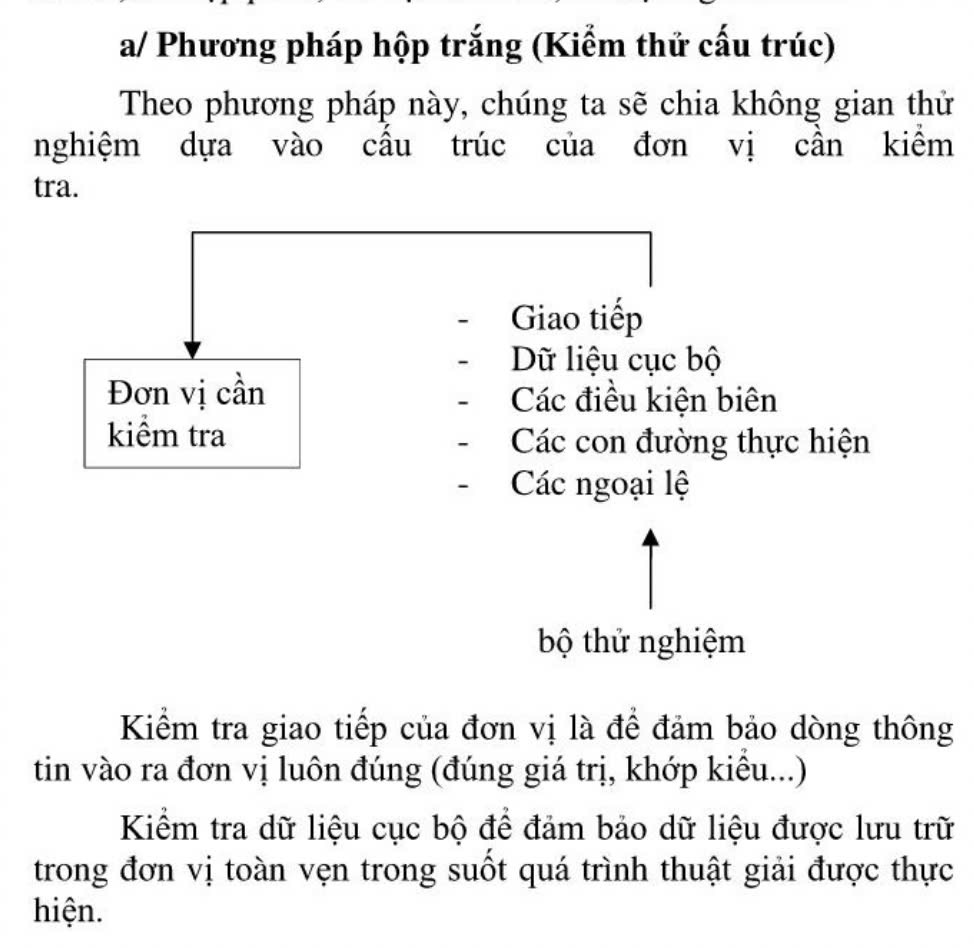 a/ Phương pháp hộp trắng (Kiểm thử cấu trúc)
Theo phương pháp này, chúng ta sẽ chia không gian thử
nghiệm dựa vào cấu trúc của đơn vị cần kiểm
tra.
- Giao tiếp
- Dữ liệu cục bộ
- Các điều kiện biên
- Các con đường thực hiện
- Các ngoại lệ
Đơn vị cần
kiểm tra
bộ thử nghiệm
Kiểm tra giao tiếp của đơn vị là để đảm bảo dòng thông
tin vào ra đơn vị luôn đúng (đúng giá trị, khớp kiểu...)
Kiểm tra dữ liệu cục bộ để đảm bảo dữ liệu được lưu trữ
trong đơn vị toàn vẹn trong suốt quá trình thuật giải được thực
hiện.